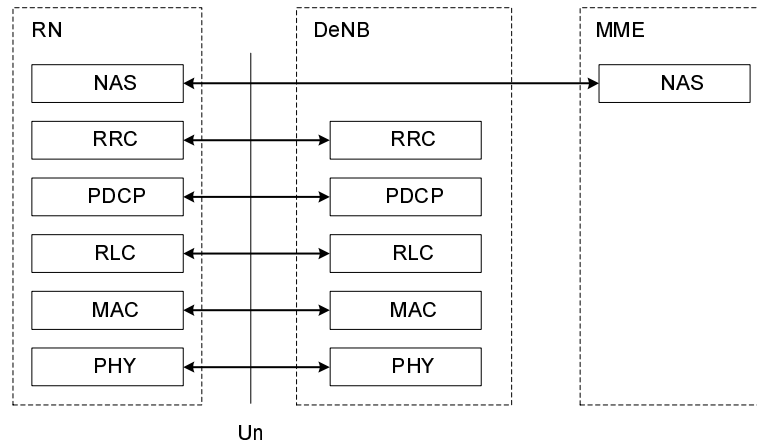 RN DeNB MME
NAS NAS
RRC RRC
PDCP PDCP
RLC RLC
MAC MAC
PHY PHY
Un